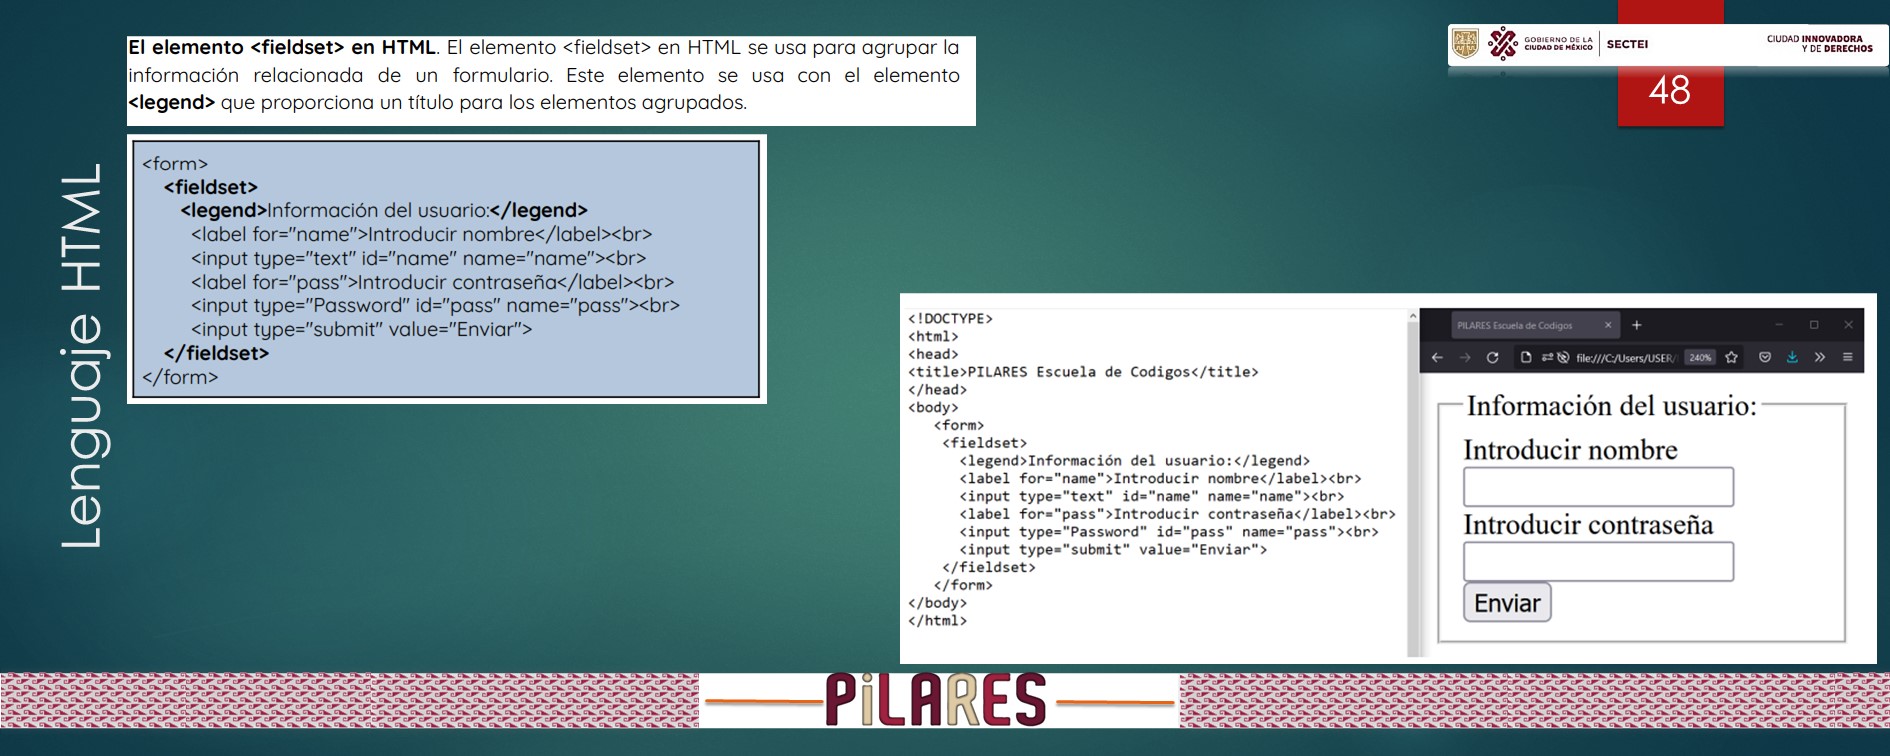 El elemento <fieldset> en HTML. El elemento <fieldset> en HTML se usa para agrupar la
información relacionada de un formulario. Este elemento se usa con el elemento
<legend> que proporciona un título para los elementos agrupados.
GOBIERNO DE LA
CIUDAD DE MÉXICO
SECTEI
CIUDAD INNOVADORA
Y DE DERECHOS
48
Lenguaje HTML
<form>
<fieldset>
<legend>Información del usuario:</legend>
<label for="name">Introducir nombre</label><br>
<input type="text" id="name" name="name"><br>
<label for="pass">Introducir contraseña</label><br>
<input type="Password" id="pass" name="pass"><br>
<input type="submit" value="Enviar">
</fieldset>
</form>
<!DOCTYPE>
<html>
<head>
<title>PILARES Escuela de Codigos</title>
</head>
<body>
<form>
<fieldset>
<legend>Información del usuario:</legend>
<label for="name">Introducir nombre</label><br>
<input type="text" id="name" name="name"><br>
<label for="pass">Introducir contraseña</label><br>
<input type="Password" id="pass" name="pass"><br>
<input type="submit" value="Enviar">
</fieldset>
</form>
</body>
</html>
PILARES Escuela de Codigos
file:///C:/Users/USER/
240%
Información del usuario:
Introducir nombre
Introducir contraseña
Enviar
PiLARES